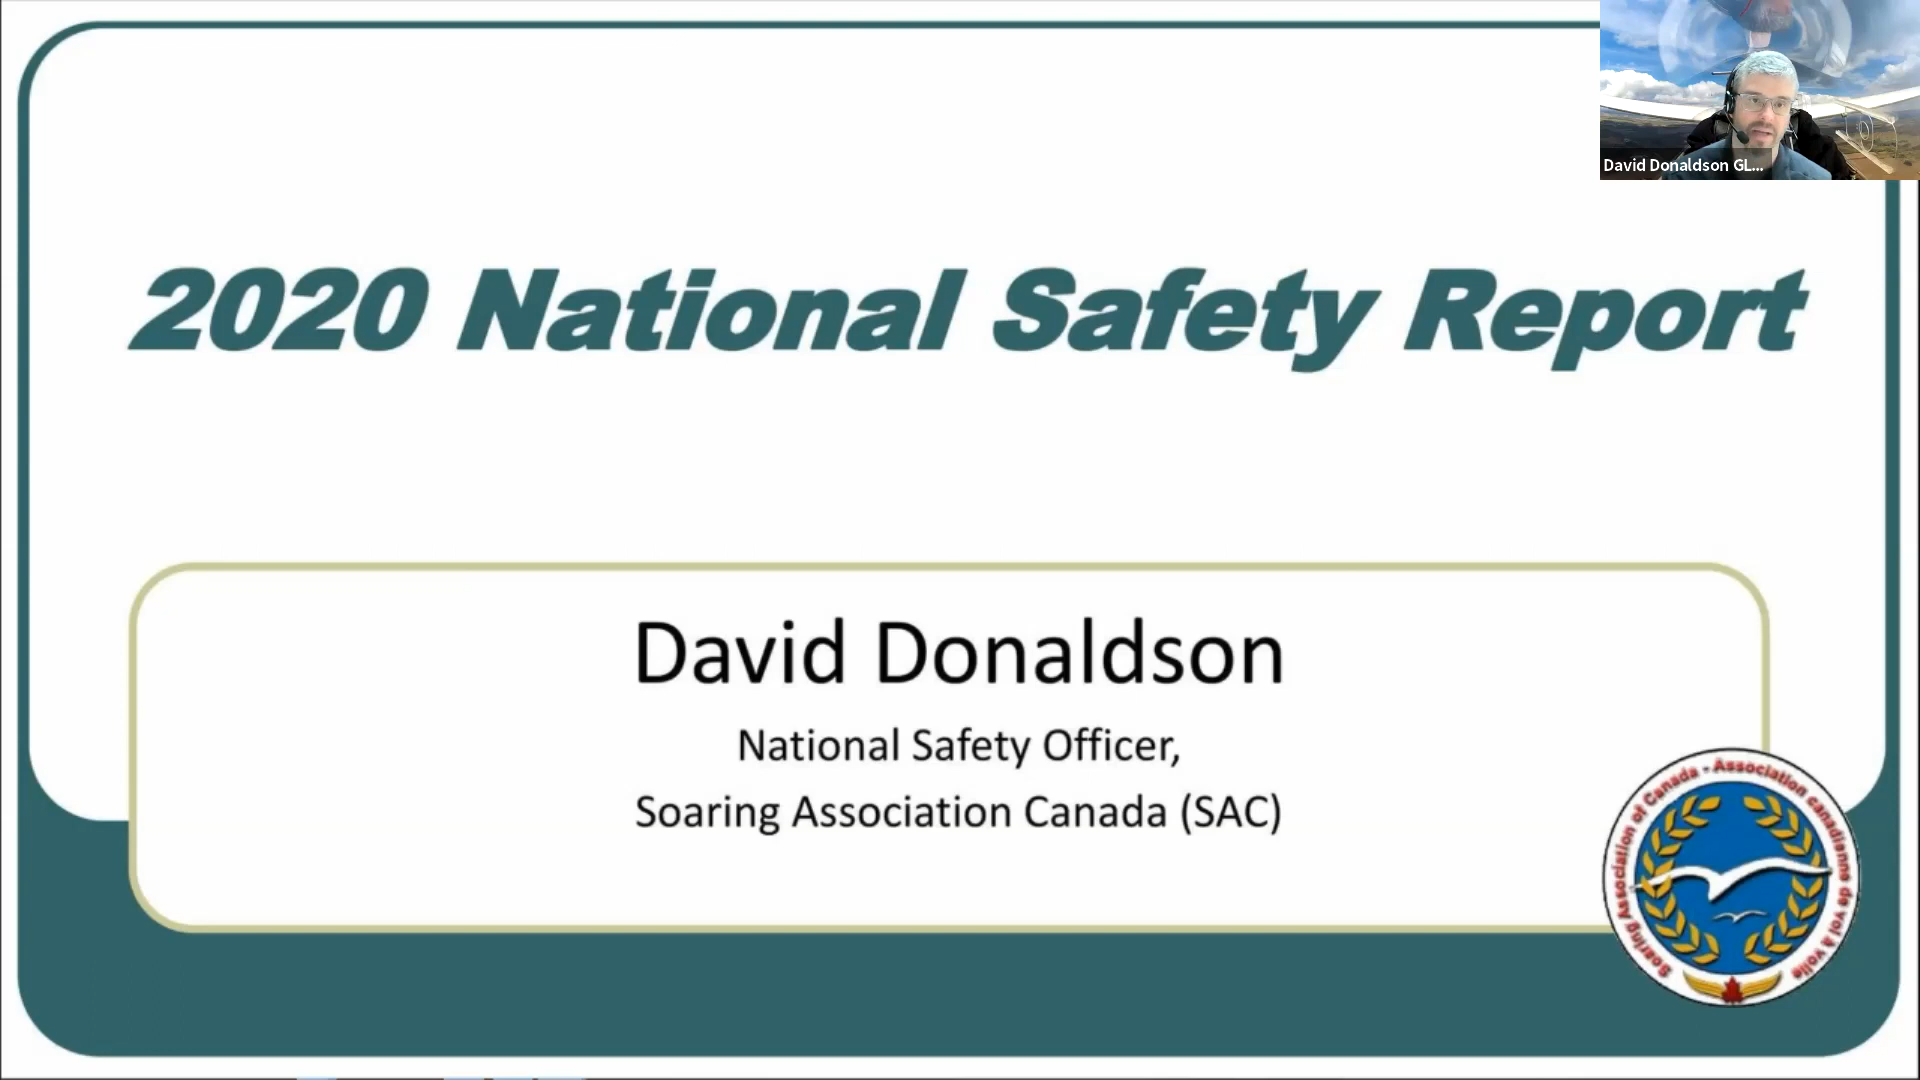 David Donaldson GL...
2020 National Safety Report
David Donaldson
National Safety Officer,
Soaring Association Canada (SAC)
Soaring Association of Canada - Association canadienne de vol à voile